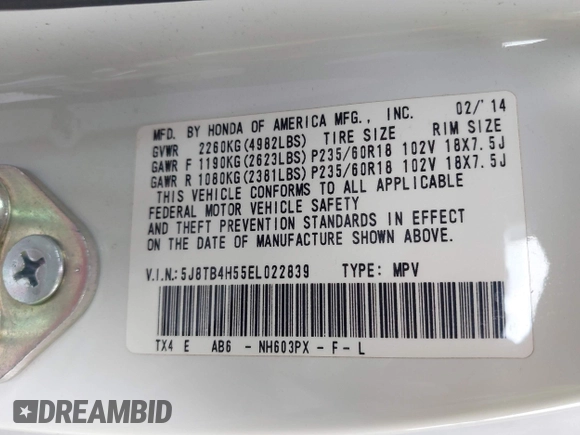 MFD. BY HONDA OF AMERICA MFG., INC. 02/'14
GVWR 2260KG(4982LBS) TIRE SIZE RIM SIZE
GAWR F 1190KG(2623LBS) P235/60R18 102V 18X7.5J
GAWR R 1080KG(2381LBS) P235/60R18 102V 18X7.5J
THIS VEHICLE CONFORMS TO ALL APPLICABLE
FEDERAL MOTOR VEHICLE SAFETY
AND THEFT PREVENTION STANDARDS IN EFFECT
ON THE DATE OF MANUFACTURE SHOWN ABOVE.
V.I.N.: 5J8TB4H55EL022839 TYPE: MPV
TX4 E AB6 - NH603PX - F - L
DREAMBID